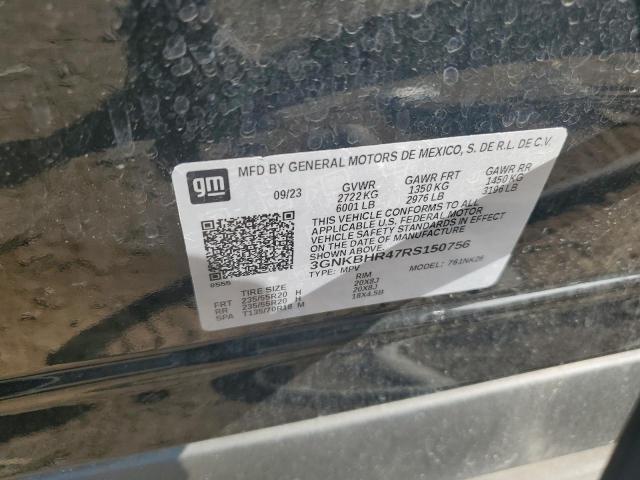 gm
MFD BY GENERAL MOTORS DE MEXICO, S. DE R.L. DE C.V.
09/23 GVWR GAWR FRT GAWR RR
2722 KG 1350 KG 1450 KG
6001 LB 2976 LB 3196 LB
THIS VEHICLE CONFORMS TO ALL
APPLICABLE U.S. FEDERAL MOTOR
VEHICLE SAFETY STANDARDS IN EFFECT
ON THE DATE OF MANUFACTURE
SHOWN ABOVE.
3GNKBHR47RS150756
TYPE: MPV MODEL: 761NK26
0S55
TIRE SIZE RIM
FRT 235/55R20 H 20X8J
RR 235/55R20 H 20X8J
SPA T135/70R18 M 18X4.5B